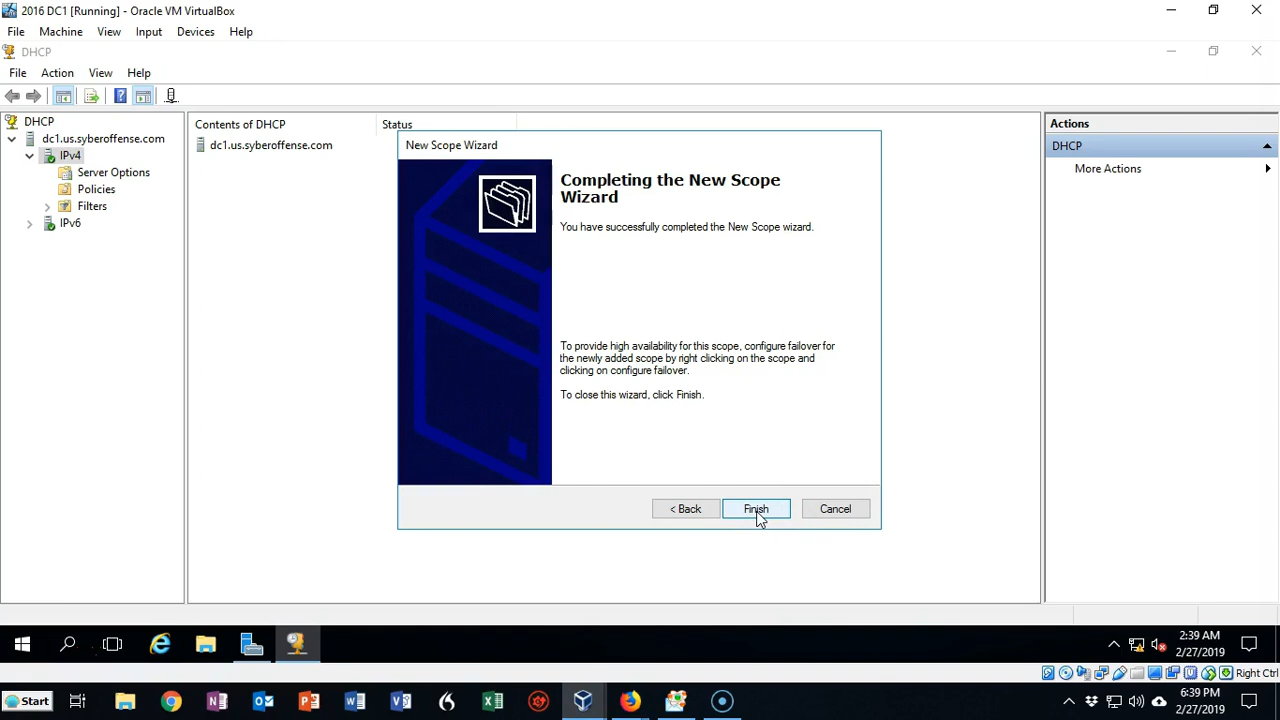 2016 DC1 [Running] - Oracle VM VirtualBox
File Machine View Input Devices Help
DHCP
File Action View Help
DHCP
dc1.us.syberoffense.com
IPv4
Server Options
Policies
Filters
IPv6
Contents of DHCP Status
dc1.us.syberoffense.com
New Scope Wizard
Completing the New Scope
Wizard
You have successfully completed the New Scope wizard.
To provide high availability for this scope, configure failover for
the newly added scope by right clicking on the scope and
clicking on configure failover.
To close this wizard, click Finish.
< Back Finish Cancel
Actions
DHCP
More Actions
2:39 AM
2/27/2019
Right Ctrl
Start
6:39 PM
2/27/2019